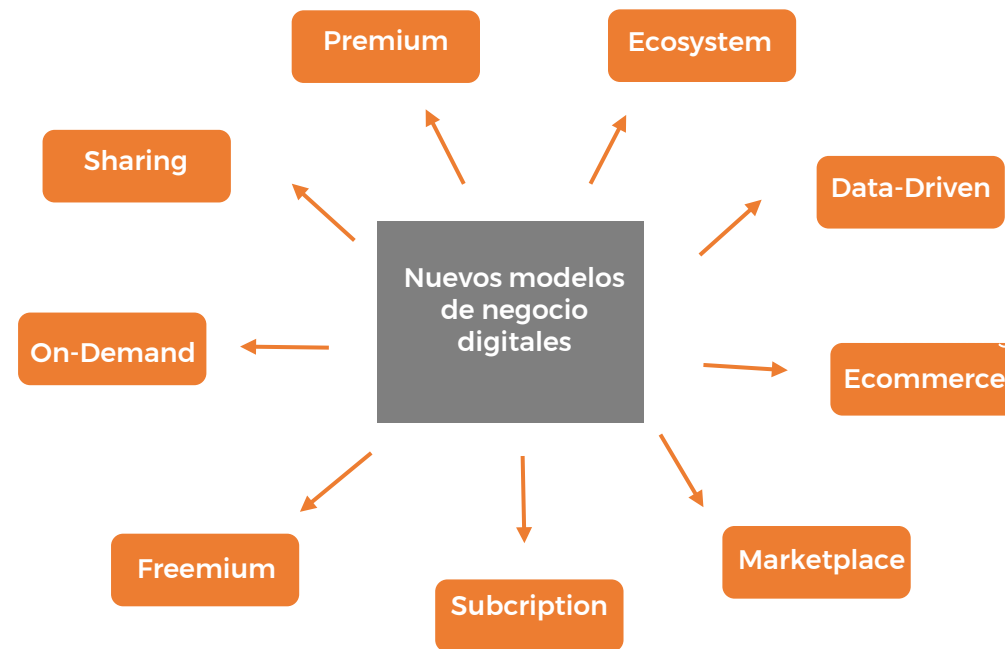 Premium
Ecosystem
Sharing
Data-Driven
Nuevos modelos
de negocio
digitales
On-Demand
Ecommerce
Freemium
Subcription
Marketplace